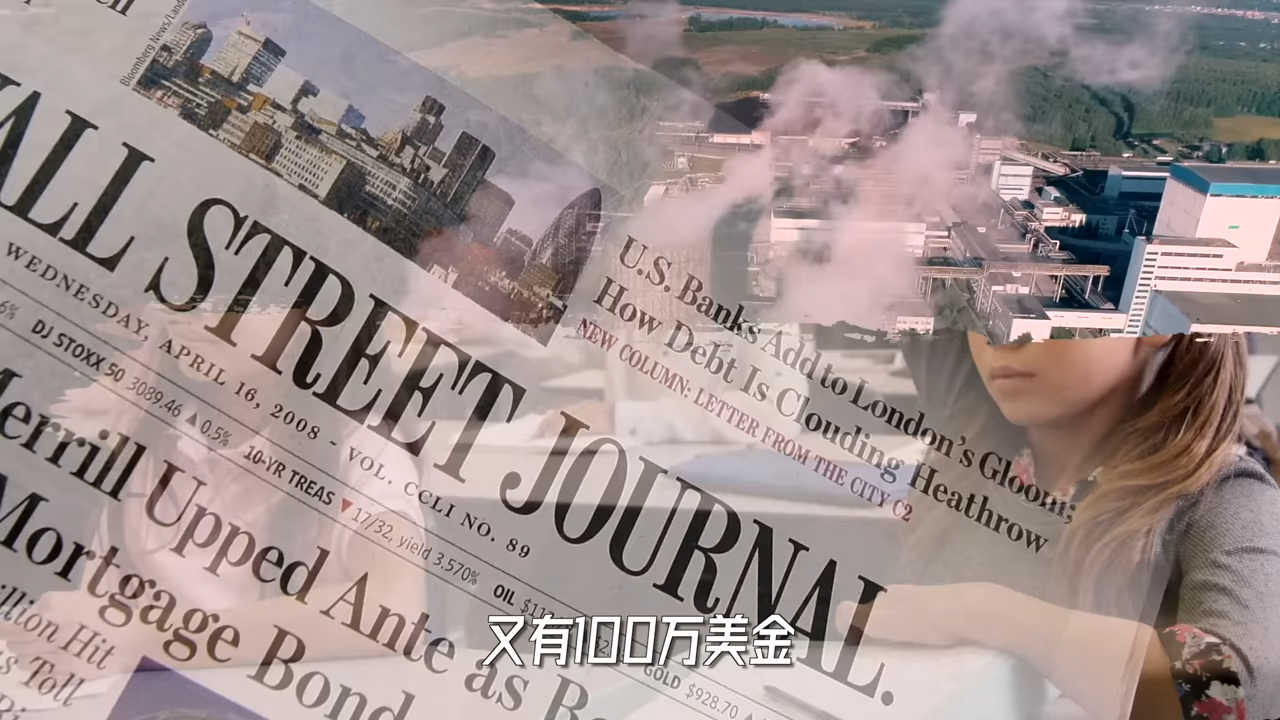 Bloomberg News/Land
ALL STREET JOURNAL.
WEDNESDAY, APRIL 16, 2008 ~ VOL. CCLI NO. 89
6% DJ STOXX 50 3089.46 ▲ 0.5% 10-YR TREAS ▼ 17/32, yield 3.570% OIL GOLD $928.70 ▲
U.S. Banks Add to London's Gloom;
How Debt Is Clouding Heathrow
NEW COLUMN: LETTER FROM THE CITY C2
Merrill Upped Ante as
Mortgage Bond
illion Hit
Toll
又有100万美金